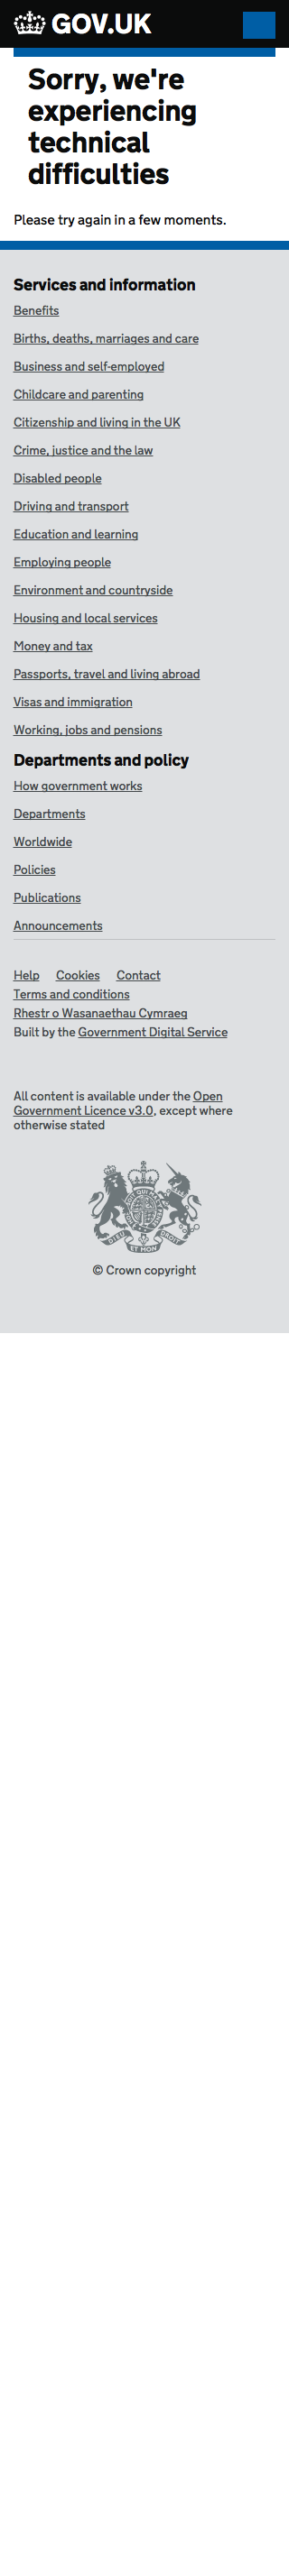 GOV.UK
Sorry, we're
experiencing
technical
difficulties
Please try again in a few moments.
Services and information
Benefits
Births, deaths, marriages and care
Business and self-employed
Childcare and parenting
Citizenship and living in the UK
Crime, justice and the law
Disabled people
Driving and transport
Education and learning
Employing people
Environment and countryside
Housing and local services
Money and tax
Passports, travel and living abroad
Visas and immigration
Working, jobs and pensions
Departments and policy
How government works
Departments
Worldwide
Policies
Publications
Announcements
Help Cookies Contact
Terms and conditions
Rhestr o Wasanaethau Cymraeg
Built by the Government Digital Service
All content is available under the Open
Government Licence v3.0, except where
otherwise stated
DIEU ET MON DROIT
© Crown copyright